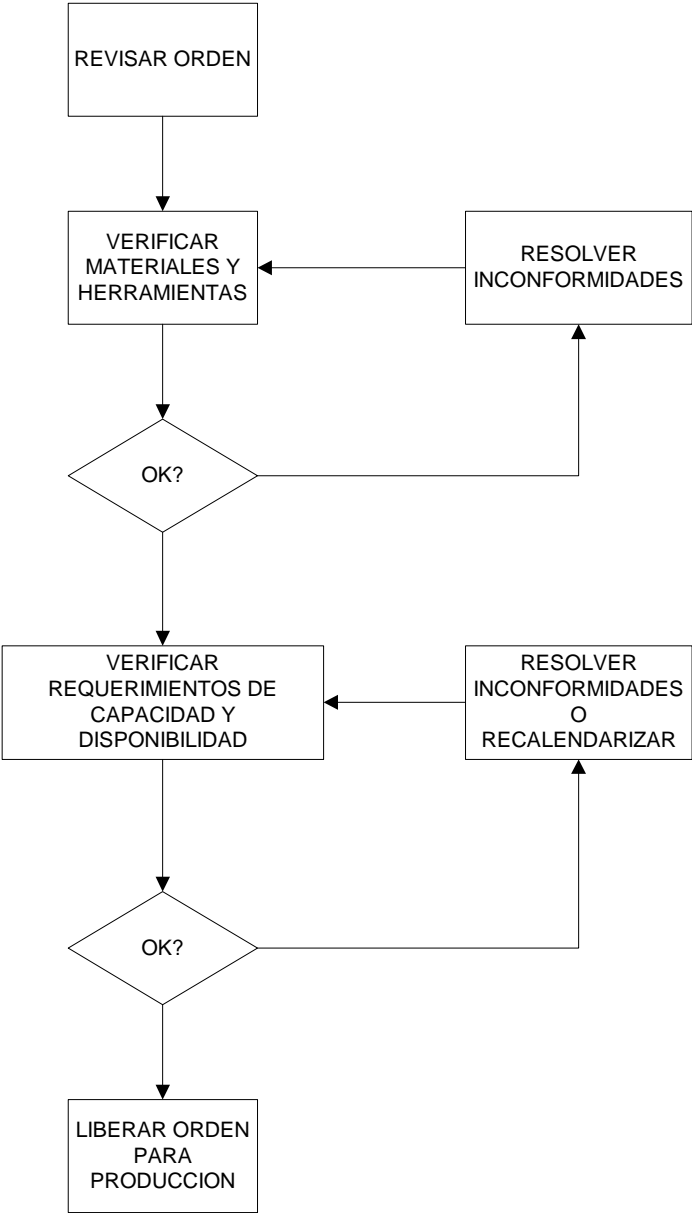 REVISAR ORDEN
VERIFICAR
MATERIALES Y
HERRAMIENTAS
RESOLVER
INCONFORMIDADES
OK?
VERIFICAR
REQUERIMIENTOS DE
CAPACIDAD Y
DISPONIBILIDAD
RESOLVER
INCONFORMIDADES
O
RECALENDARIZAR
OK?
LIBERAR ORDEN
PARA
PRODUCCION